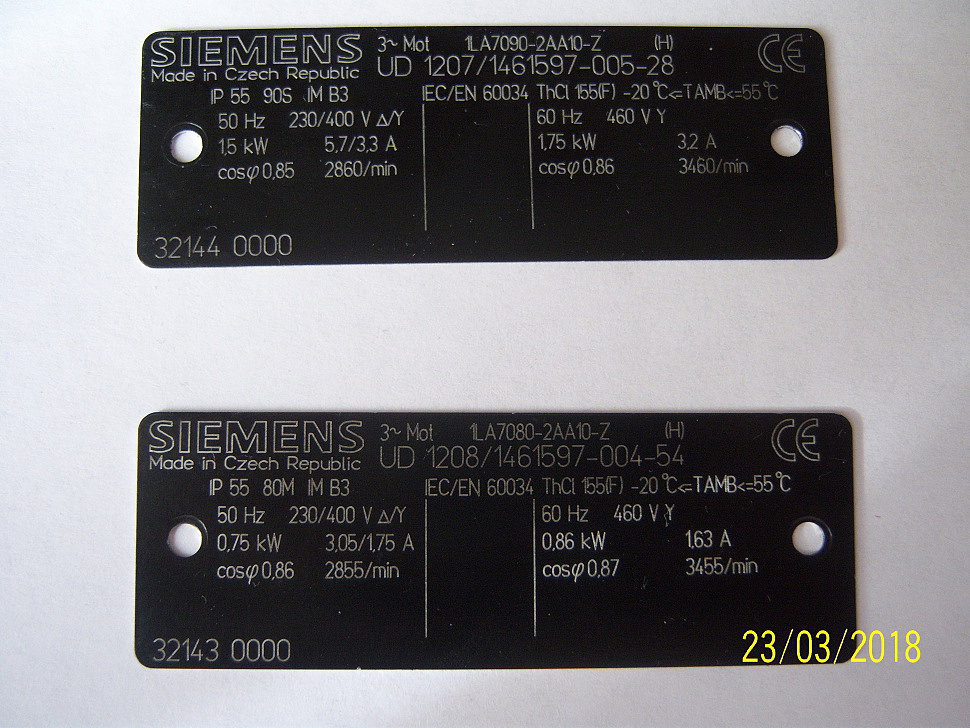 SIEMENS 3~ Mot 1LA7090-2AA10-Z (H) CE
Made in Czech Republic UD 1207/1461597-005-28
IP 55 90S IM B3 IEC/EN 60034 ThCl 155(F) -20 °C<=TAMB<=55°C
50 Hz 230/400 V Δ/Y 60 Hz 460 V Y
1,5 kW 5,7/3,3 A 1,75 kW 3,2 A
cosφ 0,85 2860/min cosφ 0,86 3460/min
32144 0000
SIEMENS 3~ Mot 1LA7080-2AA10-Z (H) CE
Made in Czech Republic UD 1208/1461597-004-54
IP 55 80M IM B3 IEC/EN 60034 ThCl 155(F) -20 °C<=TAMB<=55°C
50 Hz 230/400 V Δ/Y 60 Hz 460 V Y
0,75 kW 3,05/1,75 A 0,86 kW 1,63 A
cosφ 0,86 2855/min cosφ 0,87 3455/min
32143 0000
23/03/2018